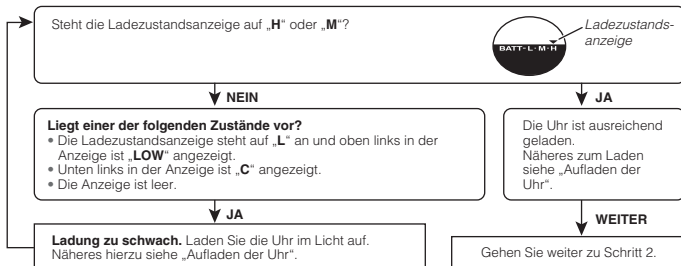 Steht die Ladezustandsanzeige auf „H“ oder „M“?
Ladezustands-
anzeige
BATT-L·M·H
NEIN
JA
Liegt einer der folgenden Zustände vor?
• Die Ladezustandsanzeige steht auf „L“ an und oben links in der
Anzeige ist „LOW“ angezeigt.
• Unten links in der Anzeige ist „C“ angezeigt.
• Die Anzeige ist leer.
Die Uhr ist ausreichend
geladen.
Näheres zum Laden
siehe „Aufladen der
Uhr“.
JA
WEITER
Ladung zu schwach. Laden Sie die Uhr im Licht auf.
Näheres hierzu siehe „Aufladen der Uhr“.
Gehen Sie weiter zu Schritt 2.